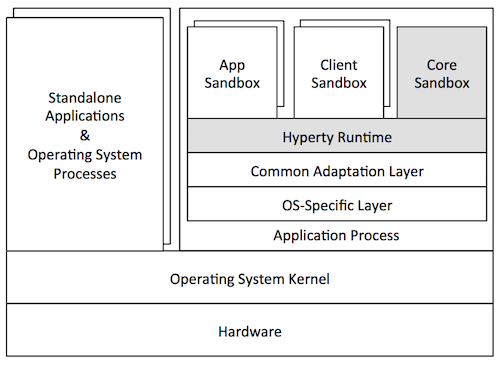 Standalone
Applications
&
Operating System
Processes
App
Sandbox
Client
Sandbox
Core
Sandbox
Hyperty Runtime
Common Adaptation Layer
OS-Specific Layer
Application Process
Operating System Kernel
Hardware